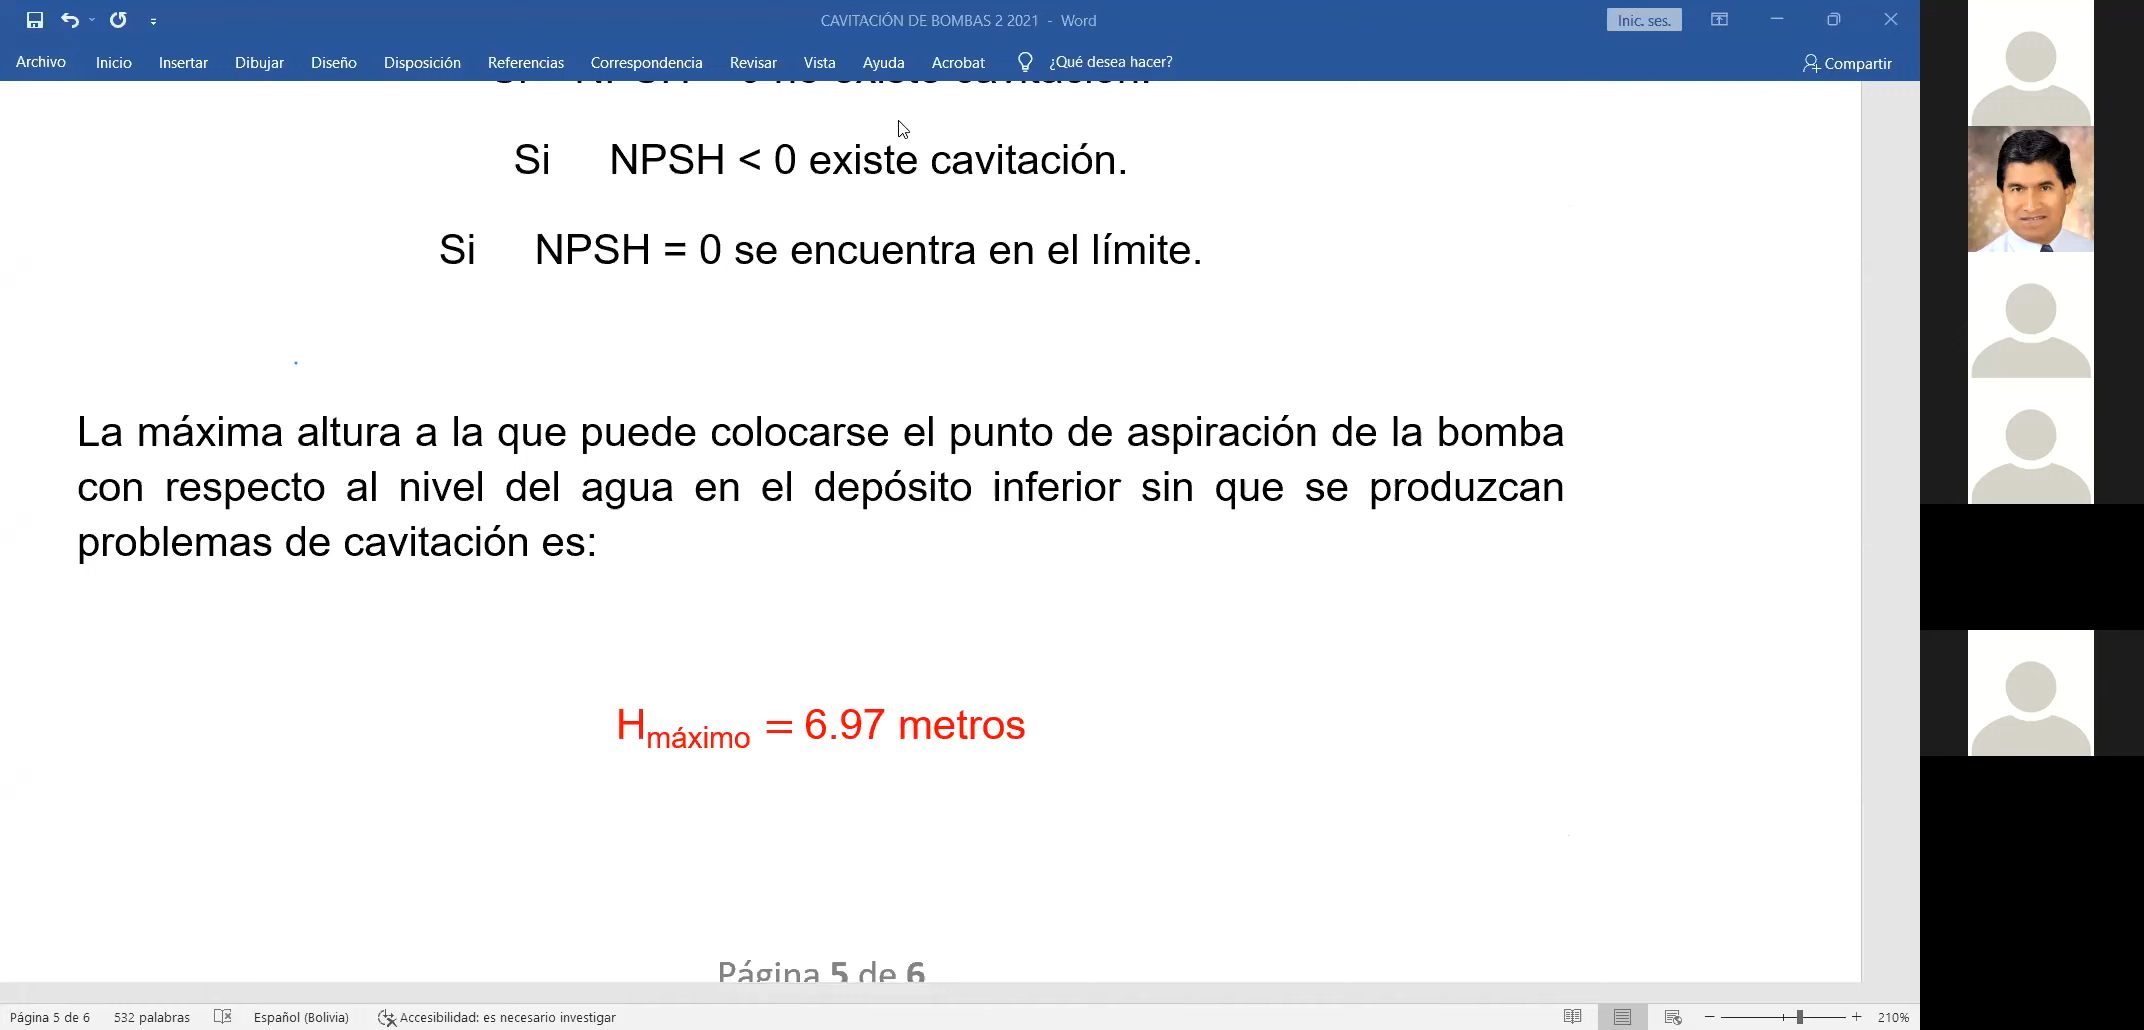 CAVITACIÓN DE BOMBAS 2 2021 - Word
Inic. ses.
Archivo Inicio Insertar Dibujar Diseño Disposición Referencias Correspondencia Revisar Vista Ayuda Acrobat ¿Qué desea hacer? Compartir
Si NPSH < 0 existe cavitación.
Si NPSH = 0 se encuentra en el límite.
La máxima altura a la que puede colocarse el punto de aspiración de la bomba
con respecto al nivel del agua en el depósito inferior sin que se produzcan
problemas de cavitación es:
Hmáximo = 6.97 metros
Página 5 de 6
Página 5 de 6 532 palabras Español (Bolivia) Accesibilidad: es necesario investigar 210%